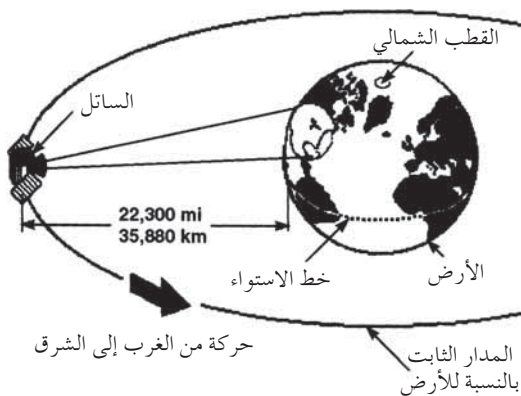 القطب الشمالي
الساتل
22,300 mi
35,880 km
خط الاستواء
الأرض
حركة من الغرب إلى الشرق
المدار الثابت
بالنسبة للأرض